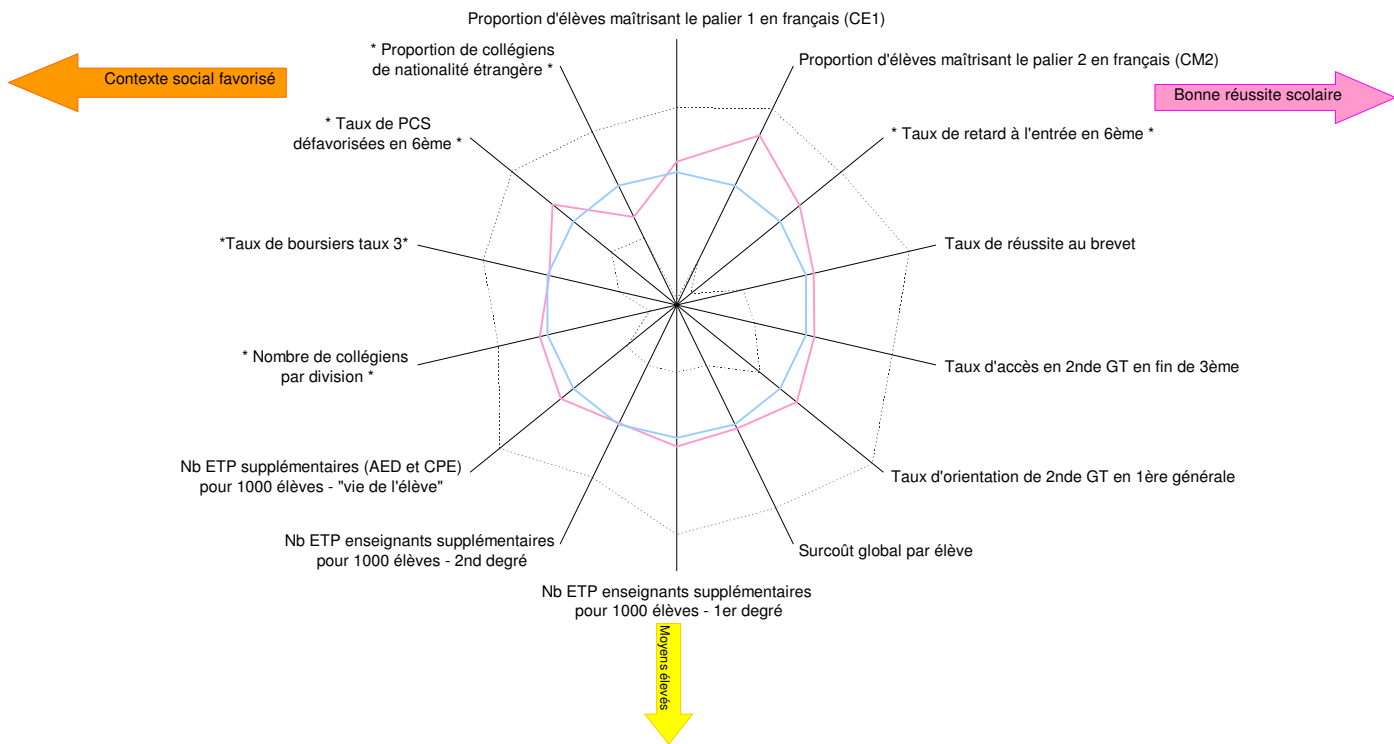 Proportion d'élèves maîtrisant le palier 1 en français (CE1)
* Proportion de collégiens
de nationalité étrangère *
Proportion d'élèves maîtrisant le palier 2 en français (CM2)
Contexte social favorisé
Bonne réussite scolaire
* Taux de PCS
défavorisées en 6ème *
* Taux de retard à l'entrée en 6ème *
*Taux de boursiers taux 3*
Taux de réussite au brevet
* Nombre de collégiens
par division *
Taux d'accès en 2nde GT en fin de 3ème
Nb ETP supplémentaires (AED et CPE)
pour 1000 élèves - "vie de l'élève"
Taux d'orientation de 2nde GT en 1ère générale
Nb ETP enseignants supplémentaires
pour 1000 élèves - 2nd degré
Surcoût global par élève
Nb ETP enseignants supplémentaires
pour 1000 élèves - 1er degré
Moyens élevés